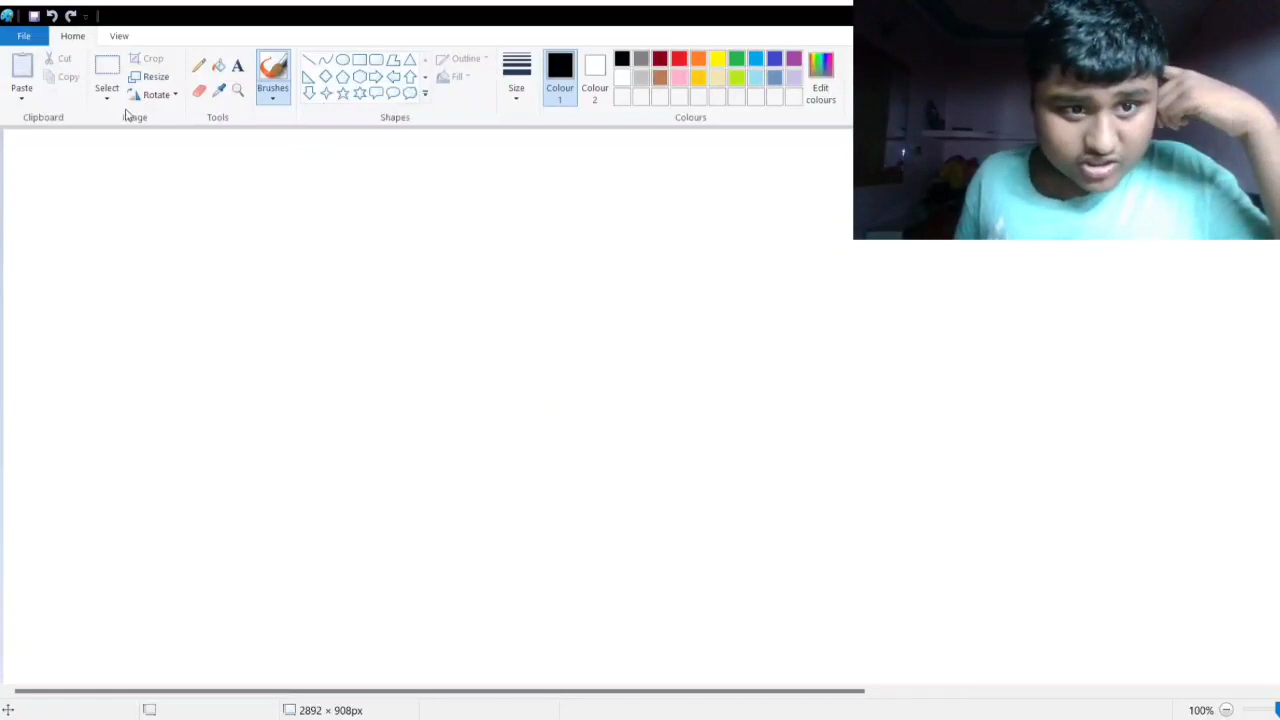 File Home View
Paste Cut Copy Clipboard
Select Crop Resize Rotate Image
A
Tools
Brushes
Shapes
Outline Fill
Size
Colour 1
Colour 2
Edit colours
Colours
2892 × 908px
100%